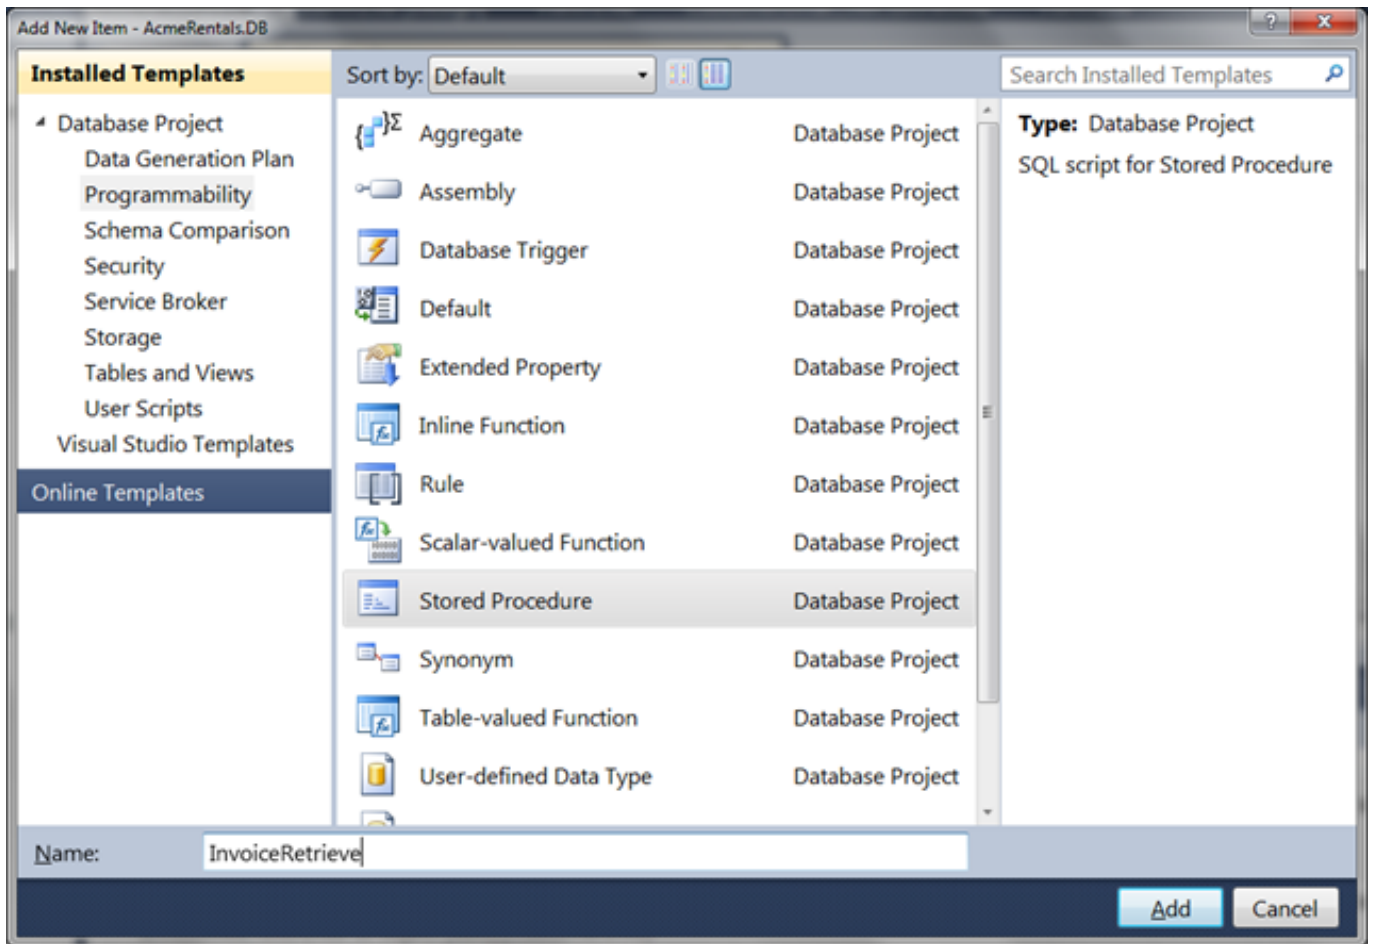 Add New Item - AcmeRentals.DB
Installed Templates
Sort by: Default
Search Installed Templates
Database Project
Data Generation Plan
Programmability
Schema Comparison
Security
Service Broker
Storage
Tables and Views
User Scripts
Visual Studio Templates
Online Templates
Aggregate Database Project
Assembly Database Project
Database Trigger Database Project
Default Database Project
Extended Property Database Project
Inline Function Database Project
Rule Database Project
Scalar-valued Function Database Project
Stored Procedure Database Project
Synonym Database Project
Table-valued Function Database Project
User-defined Data Type Database Project
Type: Database Project
SQL script for Stored Procedure
Name: InvoiceRetrieve
Add Cancel